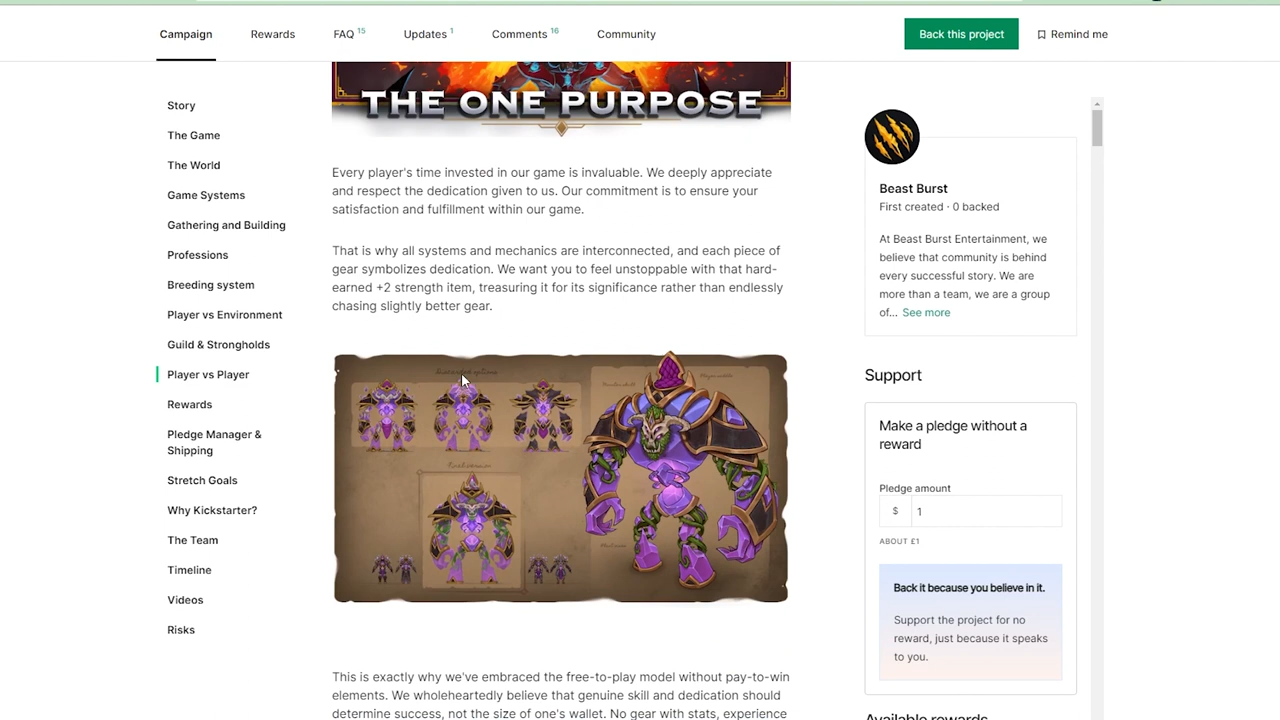 Campaign
Rewards
FAQ 15
Updates 1
Comments 16
Community
Back this project
Remind me
Story
The Game
The World
Game Systems
Gathering and Building
Professions
Breeding system
Player vs Environment
Guild & Strongholds
Player vs Player
Rewards
Pledge Manager &
Shipping
Stretch Goals
Why Kickstarter?
The Team
Timeline
Videos
Risks
THE ONE PURPOSE
Every player's time invested in our game is invaluable. We deeply appreciate
and respect the dedication given to us. Our commitment is to ensure your
satisfaction and fulfillment within our game.
That is why all systems and mechanics are interconnected, and each piece of
gear symbolizes dedication. We want you to feel unstoppable with that hard-
earned +2 strength item, treasuring it for its significance rather than endlessly
chasing slightly better gear.
This is exactly why we've embraced the free-to-play model without pay-to-win
elements. We wholeheartedly believe that genuine skill and dedication should
determine success, not the size of one's wallet. No gear with stats, experience
Beast Burst
First created · 0 backed
At Beast Burst Entertainment, we
believe that community is behind
every successful story. We are
more than a team, we are a group
of... See more
Support
Make a pledge without a
reward
Pledge amount
$ 1
ABOUT £1
Back it because you believe in it.
Support the project for no
reward, just because it speaks
to you.
Available rewards